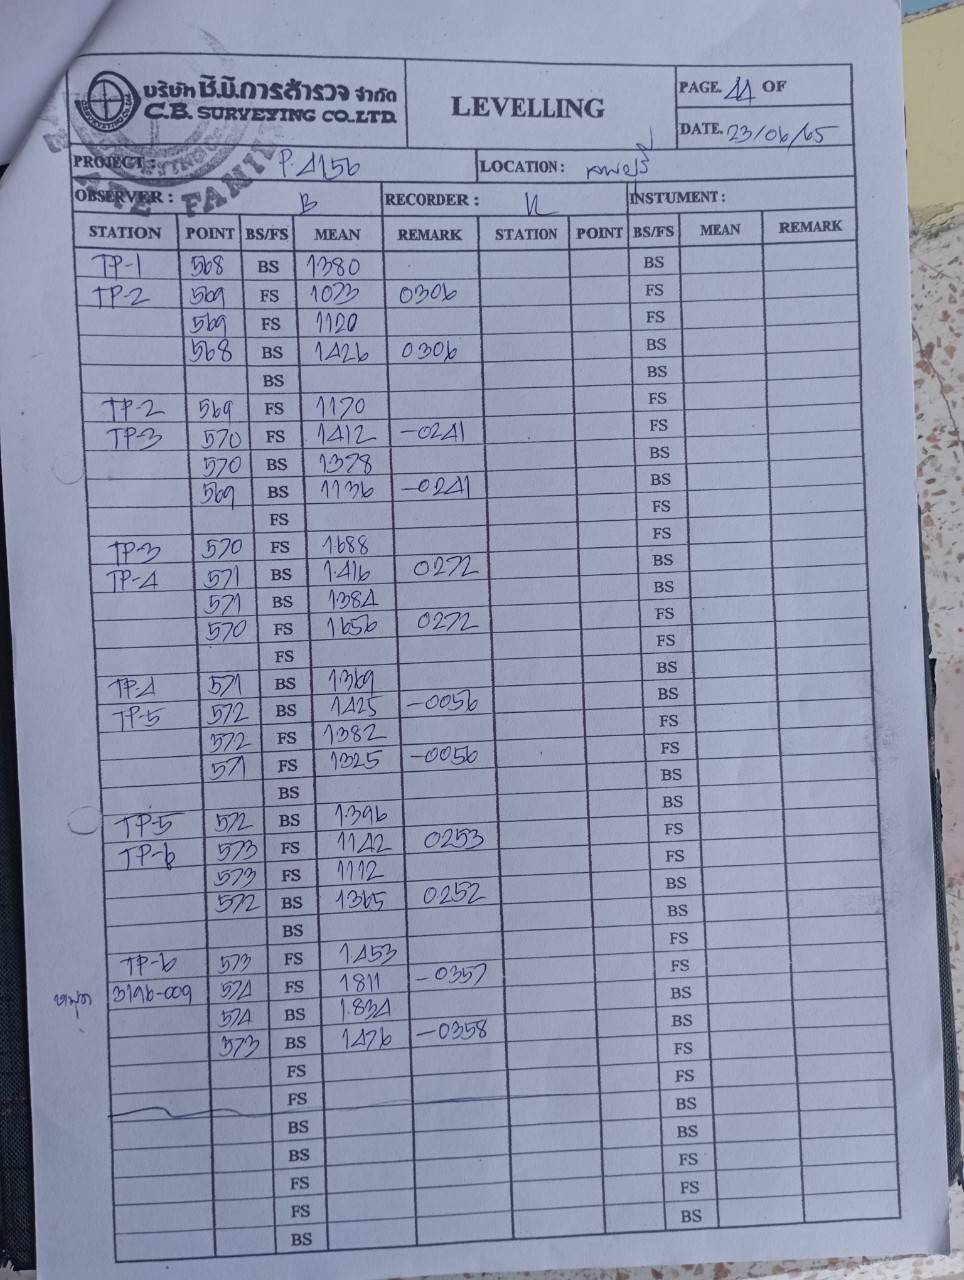 บริษัท ซี.บี.การสำรวจ จำกัด
C.B. SURVEYING CO.,LTD.
LEVELLING
PAGE. 11 OF
DATE. 23/06/65
PROJECT : P.1156
LOCATION :
OBSERVER : B RECORDER : INSTUMENT :
STATION POINT BS/FS MEAN REMARK STATION POINT BS/FS MEAN REMARK
TP-1 568 BS 1380 BS
TP-2 569 FS 1073 0306 FS
569 FS 1120 FS
568 BS 1426 0306 BS
BS BS
TP-2 569 FS 1170 FS
TP-3 570 FS 1412 -0241 FS
570 BS 1378 BS
569 BS 1136 -0241 BS
FS FS
TP-3 570 FS 1688 FS
TP-4 571 BS 1.416 0272 BS
571 BS 1384 BS
570 FS 1656 0272 FS
FS FS
TP-4 571 BS 1369 BS
TP-5 572 BS 1425 -0056 BS
572 FS 1382 FS
571 FS 1325 -0056 FS
BS BS
TP-5 572 BS 1.396 BS
TP-6 573 FS 1142 0253 FS
573 FS 1112 FS
572 BS 1365 0252 BS
BS BS
TP-6 573 FS 1453 FS
หมุด 3196-009 574 FS 1811 -0357 FS
574 BS 1.834 BS
573 BS 1476 -0358 BS
FS FS
FS FS
BS BS
BS BS
FS FS
FS FS
BS BS